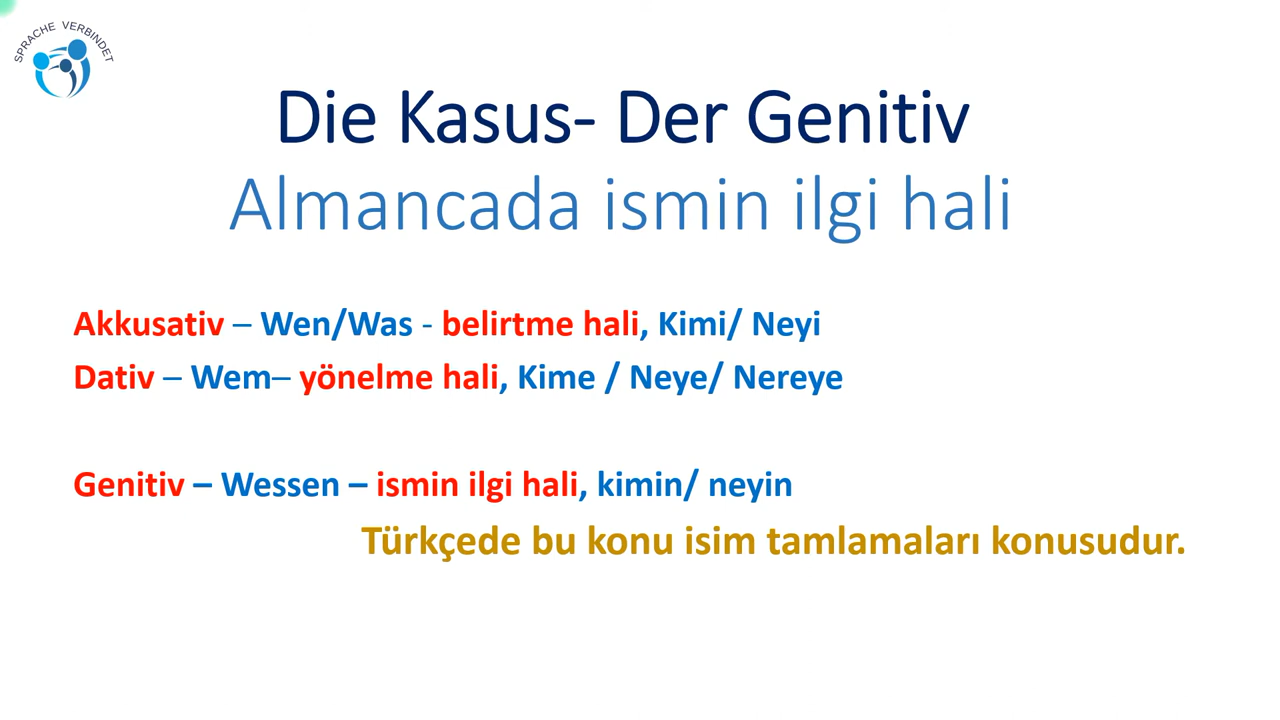 SPRACHE VERBINDET
Die Kasus- Der Genitiv
Almancada ismin ilgi hali
Akkusativ – Wen/Was - belirtme hali, Kimi/ Neyi
Dativ – Wem– yönelme hali, Kime / Neye/ Nereye
Genitiv – Wessen – ismin ilgi hali, kimin/ neyin
Türkçede bu konu isim tamlamaları konusudur.